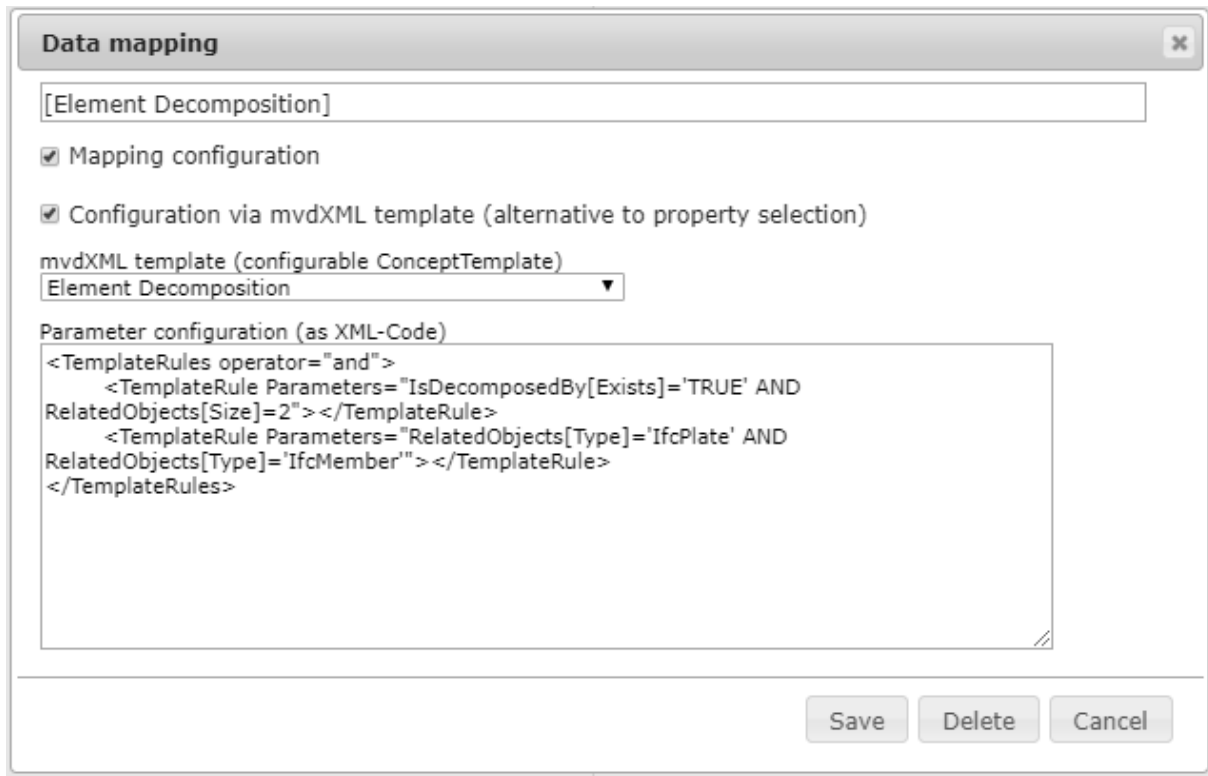 Data mapping
[Element Decomposition]
Mapping configuration
Configuration via mvdXML template (alternative to property selection)
mvdXML template (configurable ConceptTemplate)
Element Decomposition
Parameter configuration (as XML-Code)
<TemplateRules operator="and">
<TemplateRule Parameters="IsDecomposedBy[Exists]='TRUE' AND
RelatedObjects[Size]=2"></TemplateRule>
<TemplateRule Parameters="RelatedObjects[Type]='IfcPlate' AND
RelatedObjects[Type]='IfcMember'"></TemplateRule>
</TemplateRules>
Save Delete Cancel